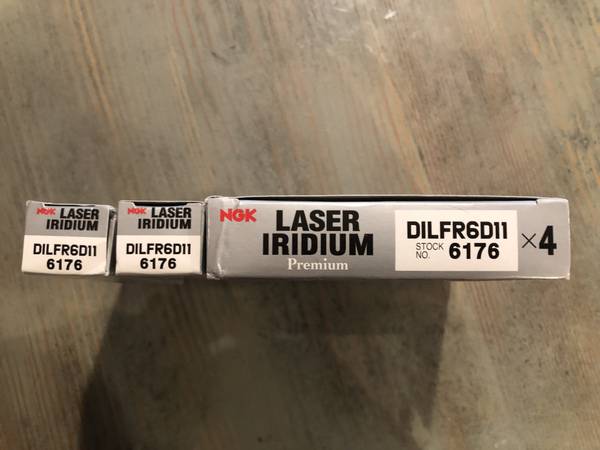 NGK LASER
IRIDIUM
DILFR6D11
6176
NGK LASER
IRIDIUM
DILFR6D11
6176
NGK LASER
IRIDIUM
Premium
DILFR6D11
STOCK NO. 6176
×4